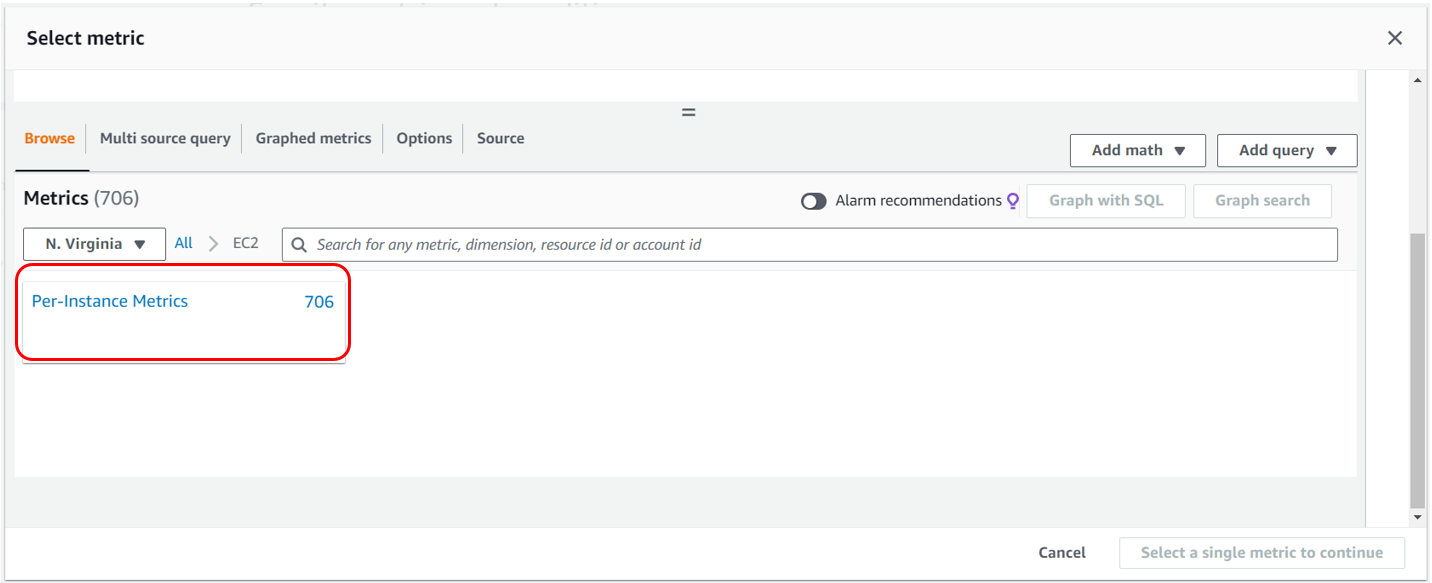 Select metric
Browse Multi source query Graphed metrics Options Source
Add math Add query
Metrics (706)
Alarm recommendations Graph with SQL Graph search
N. Virginia All EC2 Search for any metric, dimension, resource id or account id
Per-Instance Metrics 706
Cancel Select a single metric to continue